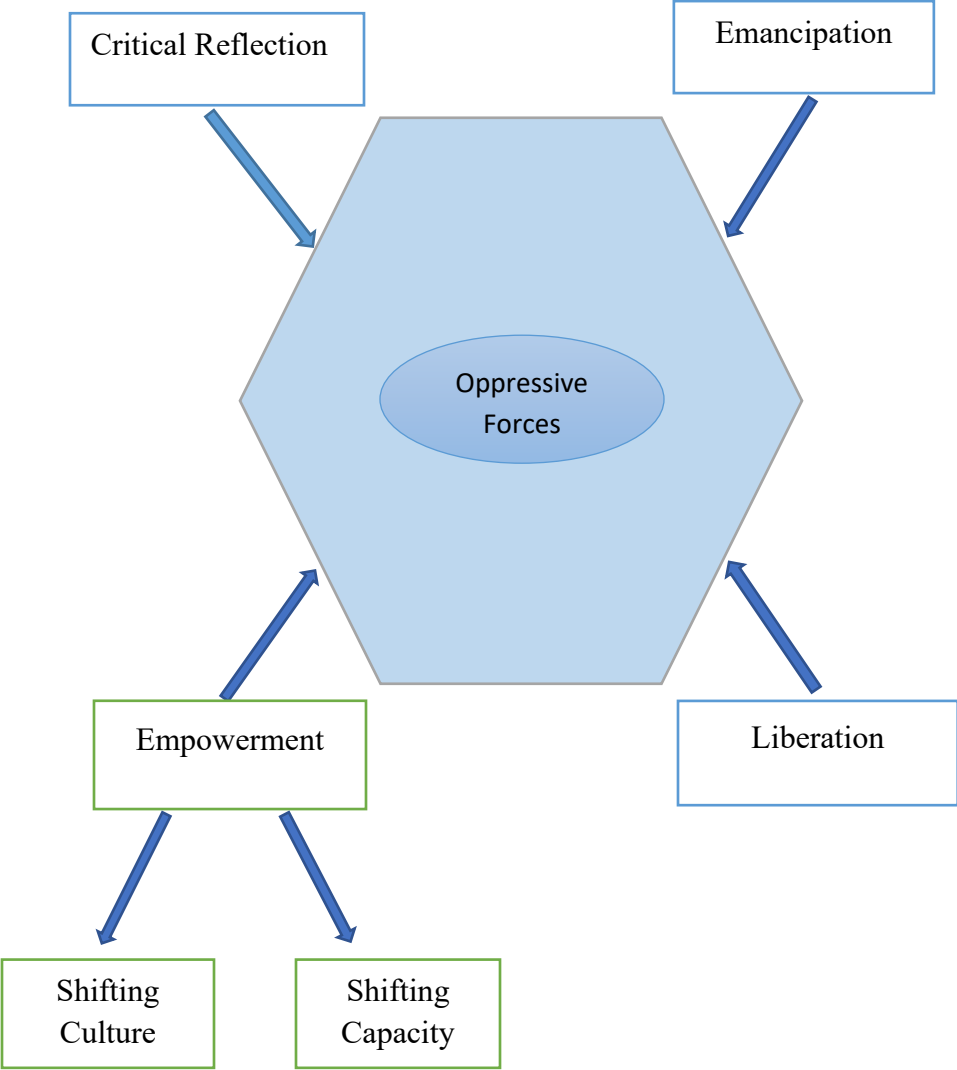 Critical Reflection
Emancipation
Oppressive
Forces
Empowerment
Liberation
Shifting
Culture
Shifting
Capacity